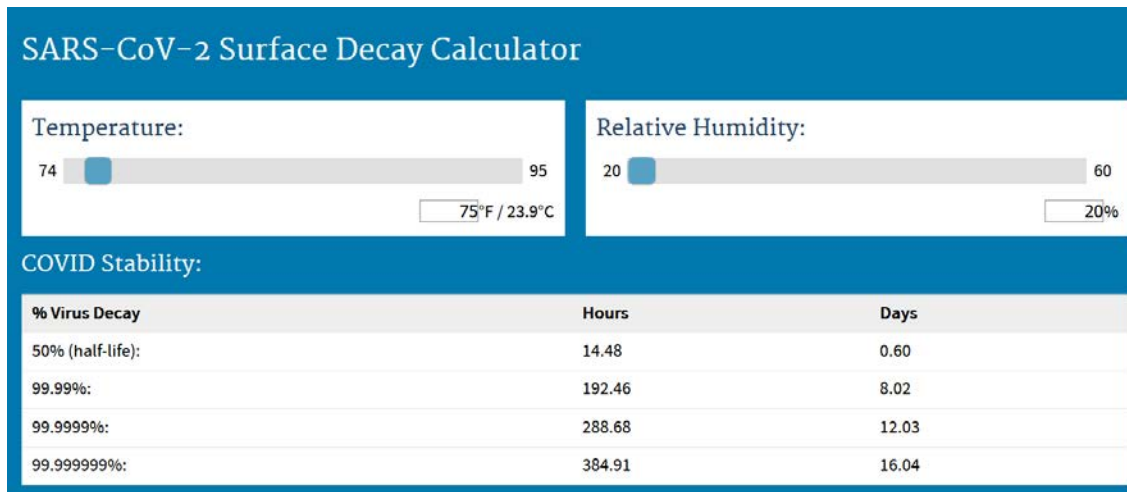 SARS-CoV-2 Surface Decay Calculator
Temperature:
74 95
75°F / 23.9°C
Relative Humidity:
20 60
20%
COVID Stability:
% Virus Decay Hours Days
50% (half-life): 14.48 0.60
99.99%: 192.46 8.02
99.9999%: 288.68 12.03
99.999999%: 384.91 16.04